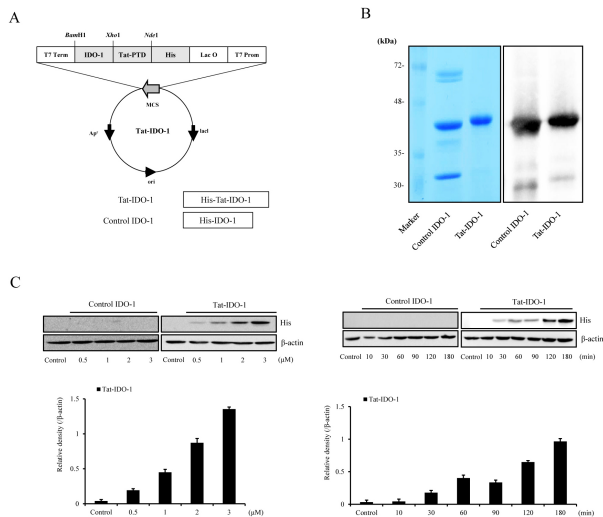 A
BamH1 Xho1 Nde1
T7 Term IDO-1 Tat-PTD His Lac O T7 Prom
MCS
Tat-IDO-1
Apʳ lacI
ori
Tat-IDO-1 His-Tat-IDO-1
Control IDO-1 His-IDO-1
B
(kDa)
72-
48-
35-
30-
Marker Control IDO-1 Tat-IDO-1 Control IDO-1 Tat-IDO-1
C
Control IDO-1 Tat-IDO-1
His
β-actin
Control 0.5 1 2 3 0.5 1 2 3 (μM)
Control IDO-1 Tat-IDO-1
His
β-actin
Control 10 30 60 90 120 180 10 30 60 90 120 180 (min)
Tat-IDO-1
Relative density (/β-actin)
1.5
1
0.5
0
Control 0.5 1 2 3 (μM)
Tat-IDO-1
Relative density (/β-actin)
1.5
1
0.5
0
Control 10 30 60 90 120 180 (min)